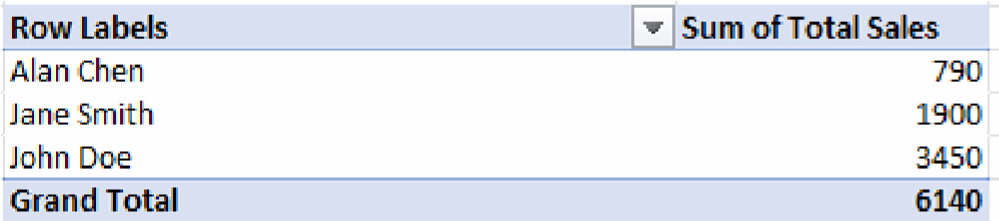 Row Labels Sum of Total Sales
Alan Chen 790
Jane Smith 1900
John Doe 3450
Grand Total 6140